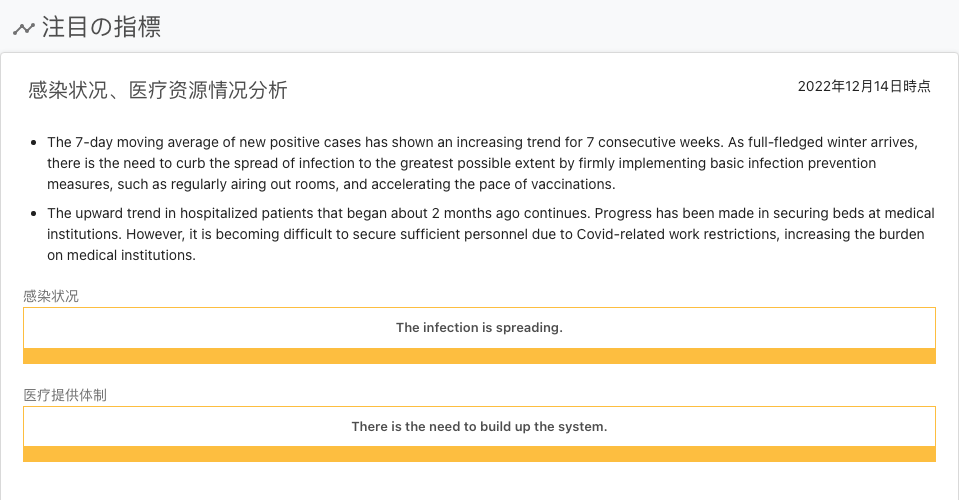 注目の指標
感染状况、医疗资源情况分析
2022年12月14日時点
The 7-day moving average of new positive cases has shown an increasing trend for 7 consecutive weeks. As full-fledged winter arrives,
there is the need to curb the spread of infection to the greatest possible extent by firmly implementing basic infection prevention
measures, such as regularly airing out rooms, and accelerating the pace of vaccinations.
The upward trend in hospitalized patients that began about 2 months ago continues. Progress has been made in securing beds at medical
institutions. However, it is becoming difficult to secure sufficient personnel due to Covid-related work restrictions, increasing the burden
on medical institutions.
感染状况
The infection is spreading.
医疗提供体制
There is the need to build up the system.